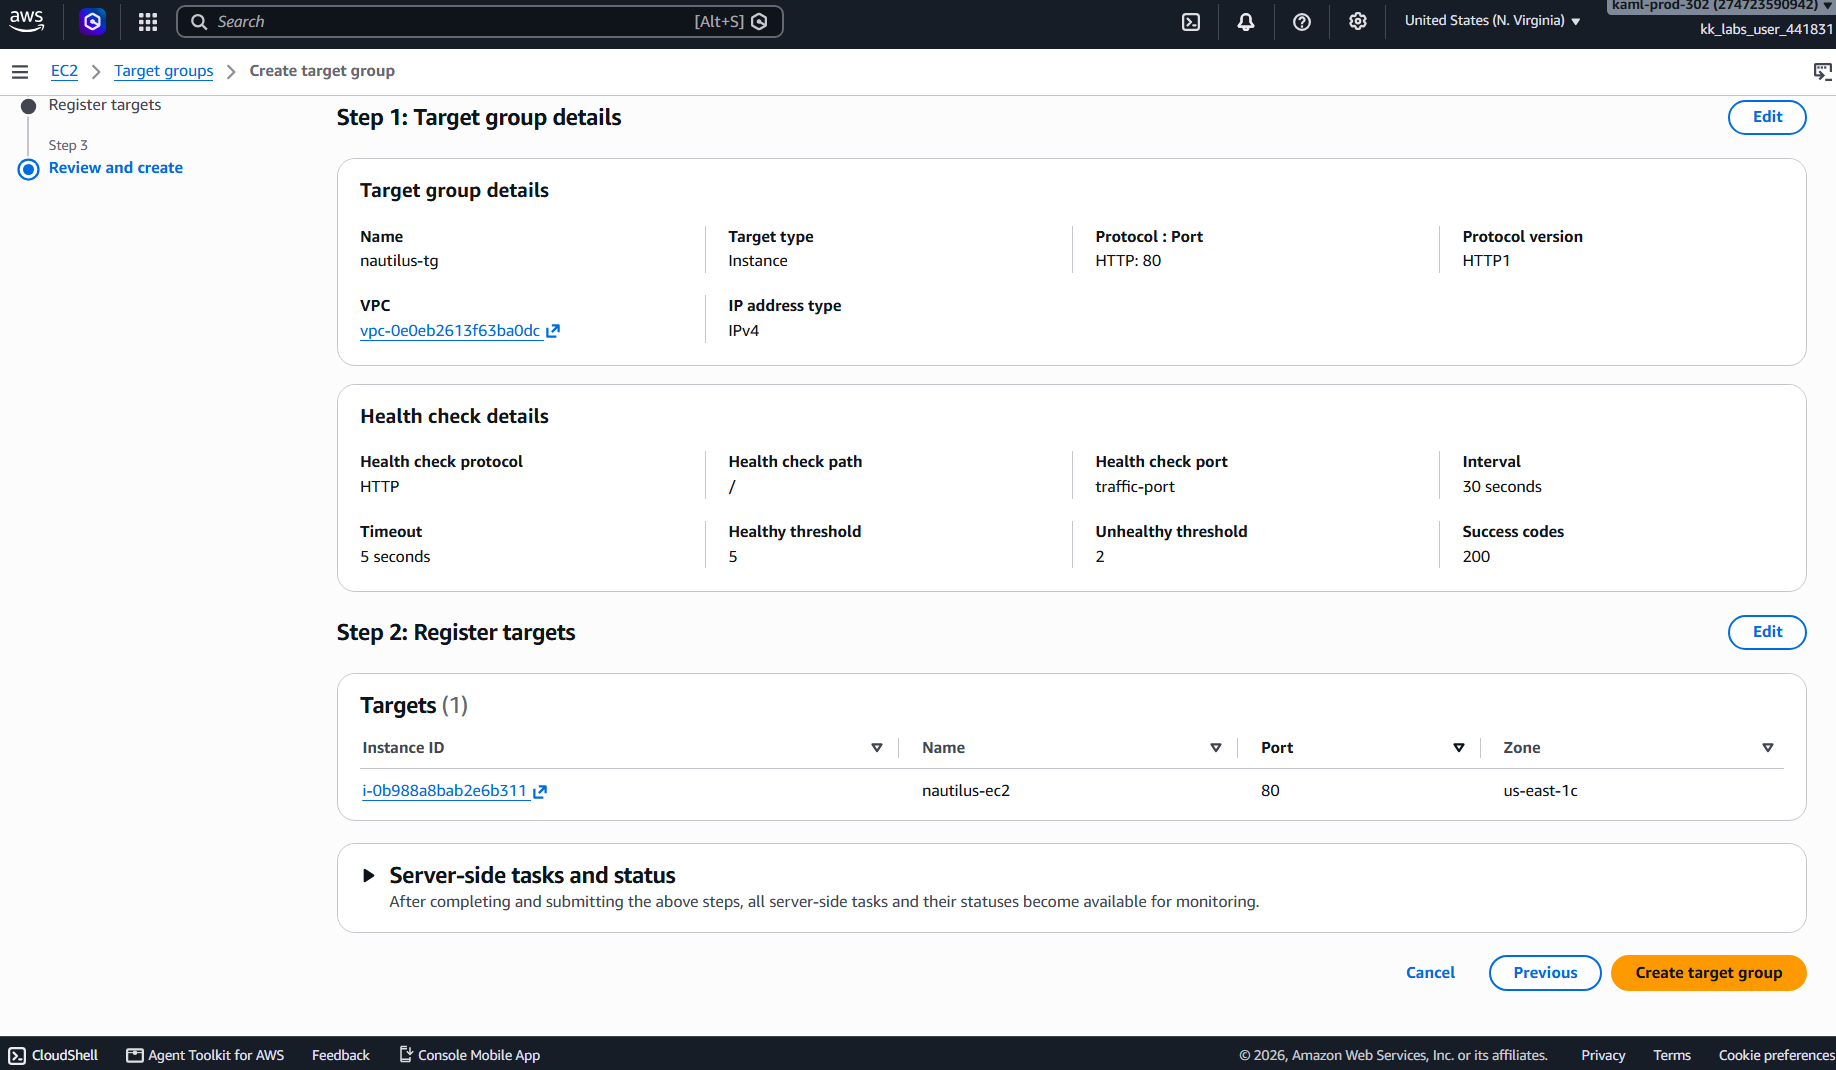 aws
Search [Alt+S]
United States (N. Virginia)
kaml-prod-302 (274723590942)
kk_labs_user_441831
EC2 Target groups Create target group
Register targets
Step 3
Review and create
Step 1: Target group details
Edit
Target group details
Name Target type Protocol : Port Protocol version
nautilus-tg Instance HTTP: 80 HTTP1
VPC IP address type
vpc-0e0eb2613f63ba0dc IPv4
Health check details
Health check protocol Health check path Health check port Interval
HTTP / traffic-port 30 seconds
Timeout Healthy threshold Unhealthy threshold Success codes
5 seconds 5 2 200
Step 2: Register targets
Edit
Targets (1)
Instance ID Name Port Zone
i-0b988a8bab2e6b311 nautilus-ec2 80 us-east-1c
Server-side tasks and status
After completing and submitting the above steps, all server-side tasks and their statuses become available for monitoring.
Cancel Previous Create target group
CloudShell Agent Toolkit for AWS Feedback Console Mobile App © 2026, Amazon Web Services, Inc. or its affiliates. Privacy Terms Cookie preferences